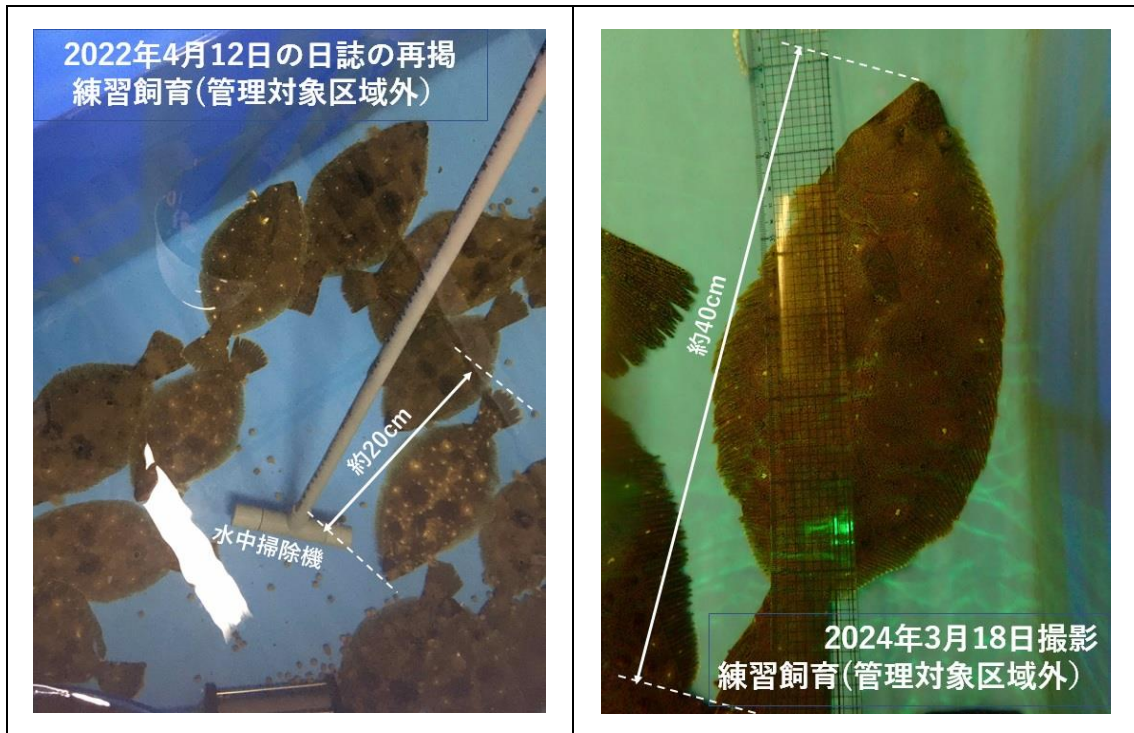 2022年4月12日の日誌の再掲
練習飼育(管理対象区域外)
約20cm
水中掃除機
約40cm
2024年3月18日撮影
練習飼育(管理対象区域外)